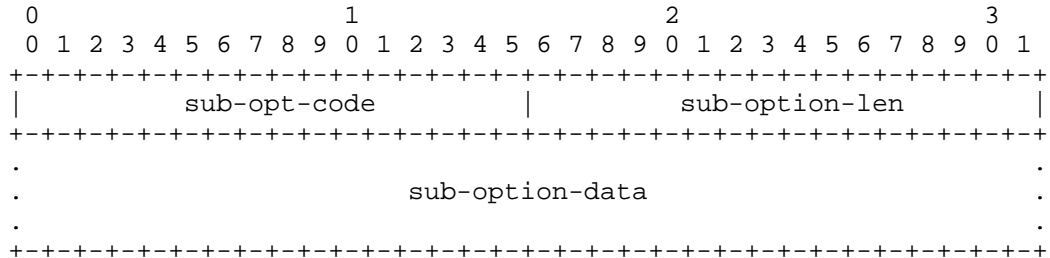 0                   1                   2                   3
 0 1 2 3 4 5 6 7 8 9 0 1 2 3 4 5 6 7 8 9 0 1 2 3 4 5 6 7 8 9 0 1
+-+-+-+-+-+-+-+-+-+-+-+-+-+-+-+-+-+-+-+-+-+-+-+-+-+-+-+-+-+-+-+-+
|          sub-opt-code         |         sub-option-len        |
+-+-+-+-+-+-+-+-+-+-+-+-+-+-+-+-+-+-+-+-+-+-+-+-+-+-+-+-+-+-+-+-+
.                                                               .
.                        sub-option-data                        .
.                                                               .
+-+-+-+-+-+-+-+-+-+-+-+-+-+-+-+-+-+-+-+-+-+-+-+-+-+-+-+-+-+-+-+-+